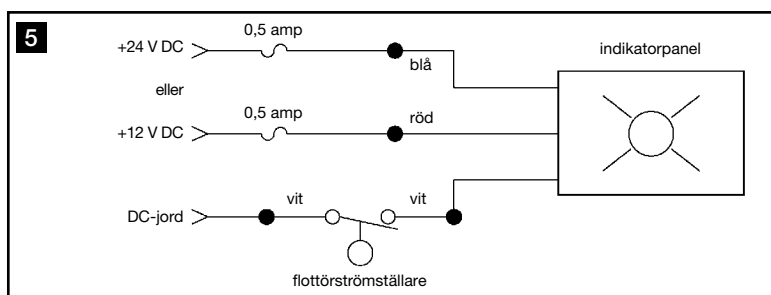 5
+24 V DC
0,5 amp
blå
indikatorpanel
eller
+12 V DC
0,5 amp
röd
DC-jord
vit
vit
flottörströmställare